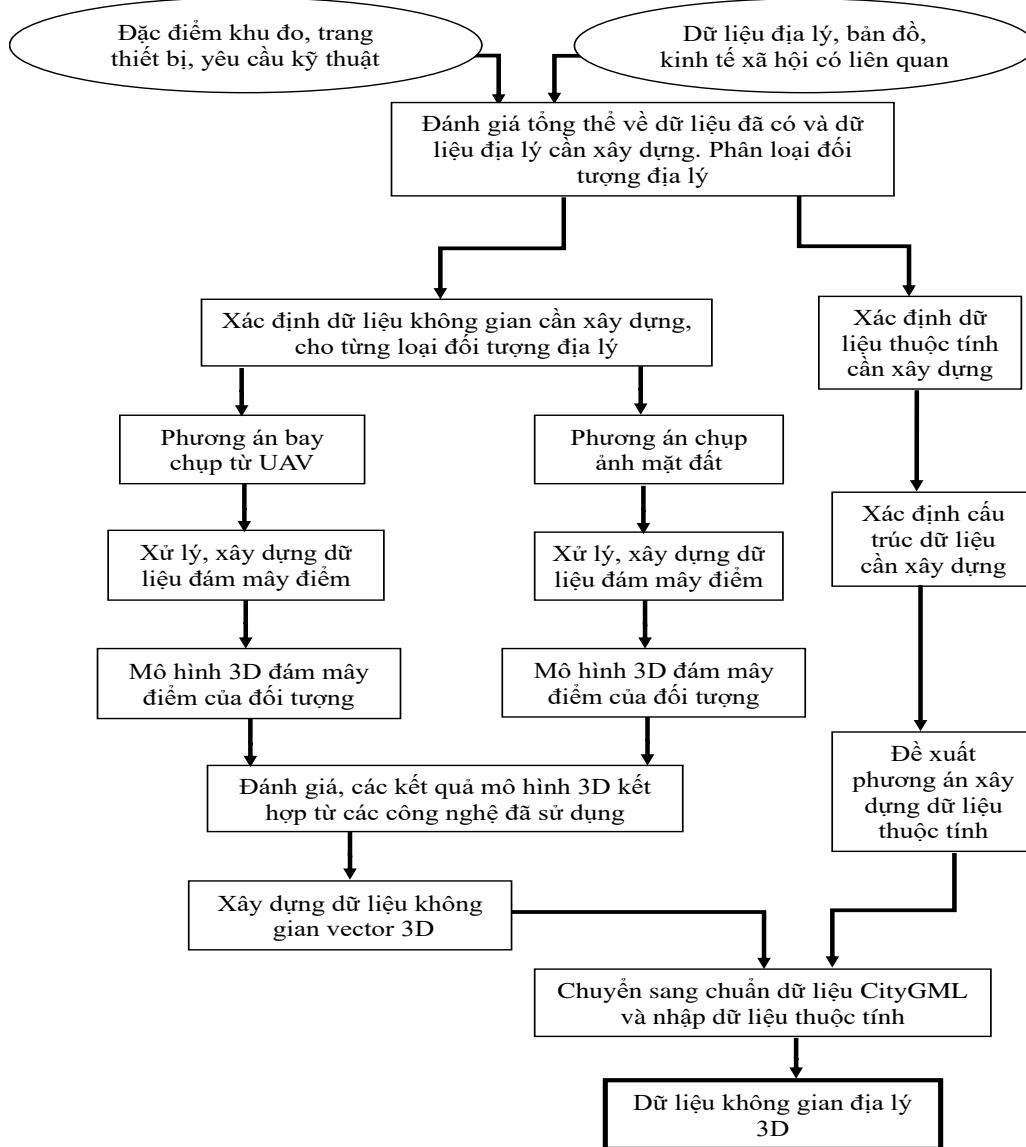 Đặc điểm khu đo, trang
thiết bị, yêu cầu kỹ thuật
Dữ liệu địa lý, bản đồ,
kinh tế xã hội có liên quan
Đánh giá tổng thể về dữ liệu đã có và dữ
liệu địa lý cần xây dựng. Phân loại đối
tượng địa lý
Xác định dữ liệu không gian cần xây dựng,
cho từng loại đối tượng địa lý
Xác định dữ
liệu thuộc tính
cần xây dựng
Phương án bay
chụp từ UAV
Phương án chụp
ảnh mặt đất
Xử lý, xây dựng dữ
liệu đám mây điểm
Xử lý, xây dựng dữ
liệu đám mây điểm
Xác định cấu
trúc dữ liệu
cần xây dựng
Mô hình 3D đám mây
điểm của đối tượng
Mô hình 3D đám mây
điểm của đối tượng
Đánh giá, các kết quả mô hình 3D kết
hợp từ các công nghệ đã sử dụng
Đề xuất
phương án xây
dựng dữ liệu
thuộc tính
Xây dựng dữ liệu không
gian vector 3D
Chuyển sang chuẩn dữ liệu CityGML
và nhập dữ liệu thuộc tính
Dữ liệu không gian địa lý
3D